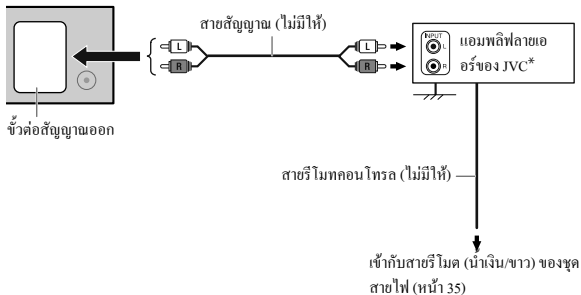 สายสัญญาณ (ไม่มีให้)
L
R
L
R
INPUT
L
R
แอมพลิฟลายเอ
อร์ของ JVC*
ขั้วต่อสัญญาณออก
สายรีโมทคอนโทรล (ไม่มีให้)
เข้ากับสายรีโมต (น้ำเงิน/ขาว) ของชุด
สายไฟ (หน้า 35)